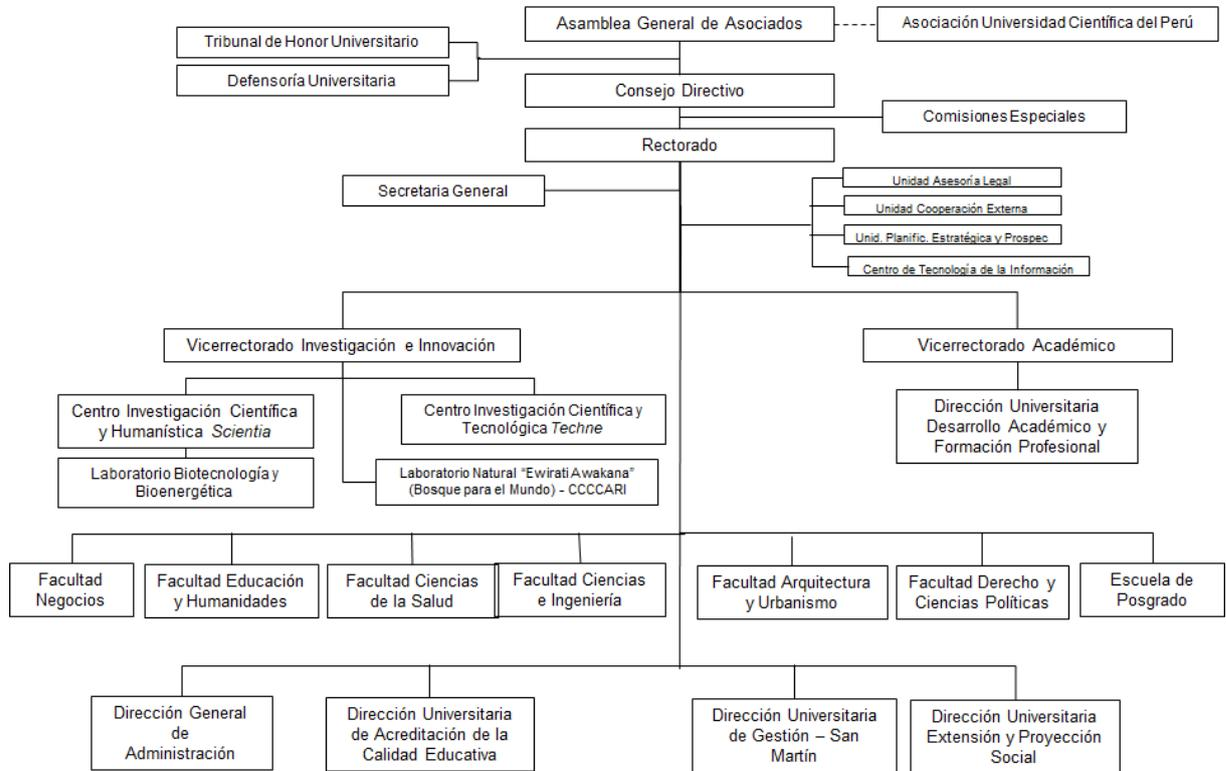 Asamblea General de Asociados
Asociación Universidad Científica del Perú
Tribunal de Honor Universitario
Defensoría Universitaria
Consejo Directivo
Comisiones Especiales
Rectorado
Secretaria General
Unidad Asesoría Legal
Unidad Cooperación Externa
Unid. Planific. Estratégica y Prospec
Centro de Tecnología de la Información
Vicerrectorado Investigación e Innovación
Vicerrectorado Académico
Centro Investigación Científica
y Humanística Scientia
Centro Investigación Científica y
Tecnológica Techne
Dirección Universitaria
Desarrollo Académico y
Formación Profesional
Laboratorio Biotecnología y
Bioenergética
Laboratorio Natural “Ewirati Awakana”
(Bosque para el Mundo) - CCCCARI
Facultad
Negocios
Facultad Educación
y Humanidades
Facultad Ciencias
de la Salud
Facultad Ciencias
e Ingeniería
Facultad Arquitectura
y Urbanismo
Facultad Derecho y
Ciencias Políticas
Escuela de
Posgrado
Dirección General
de
Administración
Dirección Universitaria
de Acreditación de la
Calidad Educativa
Dirección Universitaria
de Gestión – San
Martín
Dirección Universitaria
Extensión y Proyección
Social